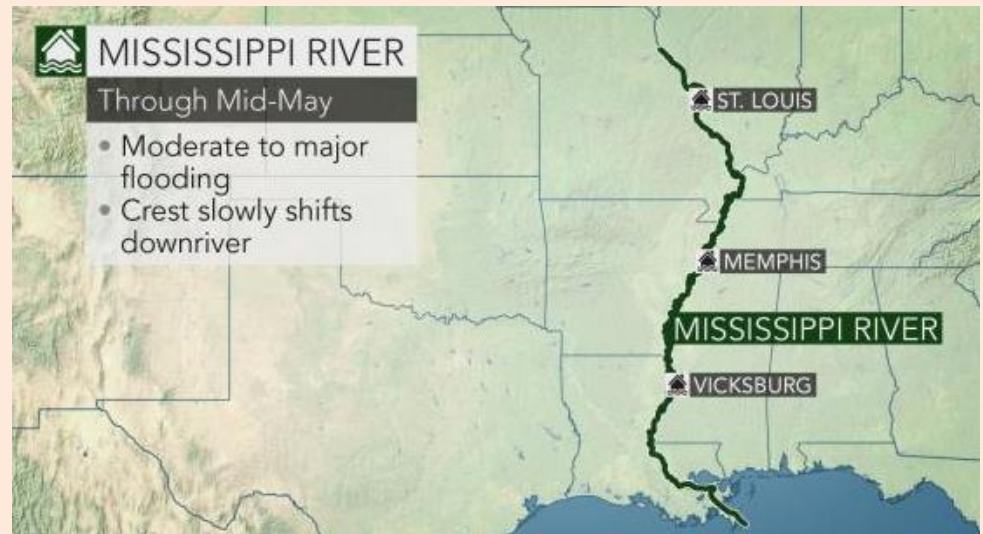 MISSISSIPPI RIVER
Through Mid-May
• Moderate to major
flooding
• Crest slowly shifts
downriver
ST. LOUIS
MEMPHIS
MISSISSIPPI RIVER
VICKSBURG